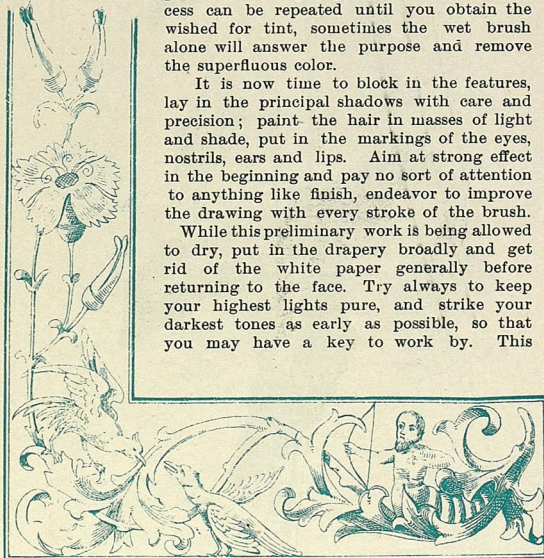 cess can be repeated until you obtain the
wished for tint, sometimes the wet brush
alone will answer the purpose and remove
the superfluous color.
It is now time to block in the features,
lay in the principal shadows with care and
precision; paint the hair in masses of light
and shade, put in the markings of the eyes,
nostrils, ears and lips. Aim at strong effect
in the beginning and pay no sort of attention
to anything like finish, endeavor to improve
the drawing with every stroke of the brush.
While this preliminary work is being allowed
to dry, put in the drapery broadly and get
rid of the white paper generally before
returning to the face. Try always to keep
your highest lights pure, and strike your
darkest tones as early as possible, so that
you may have a key to work by. This